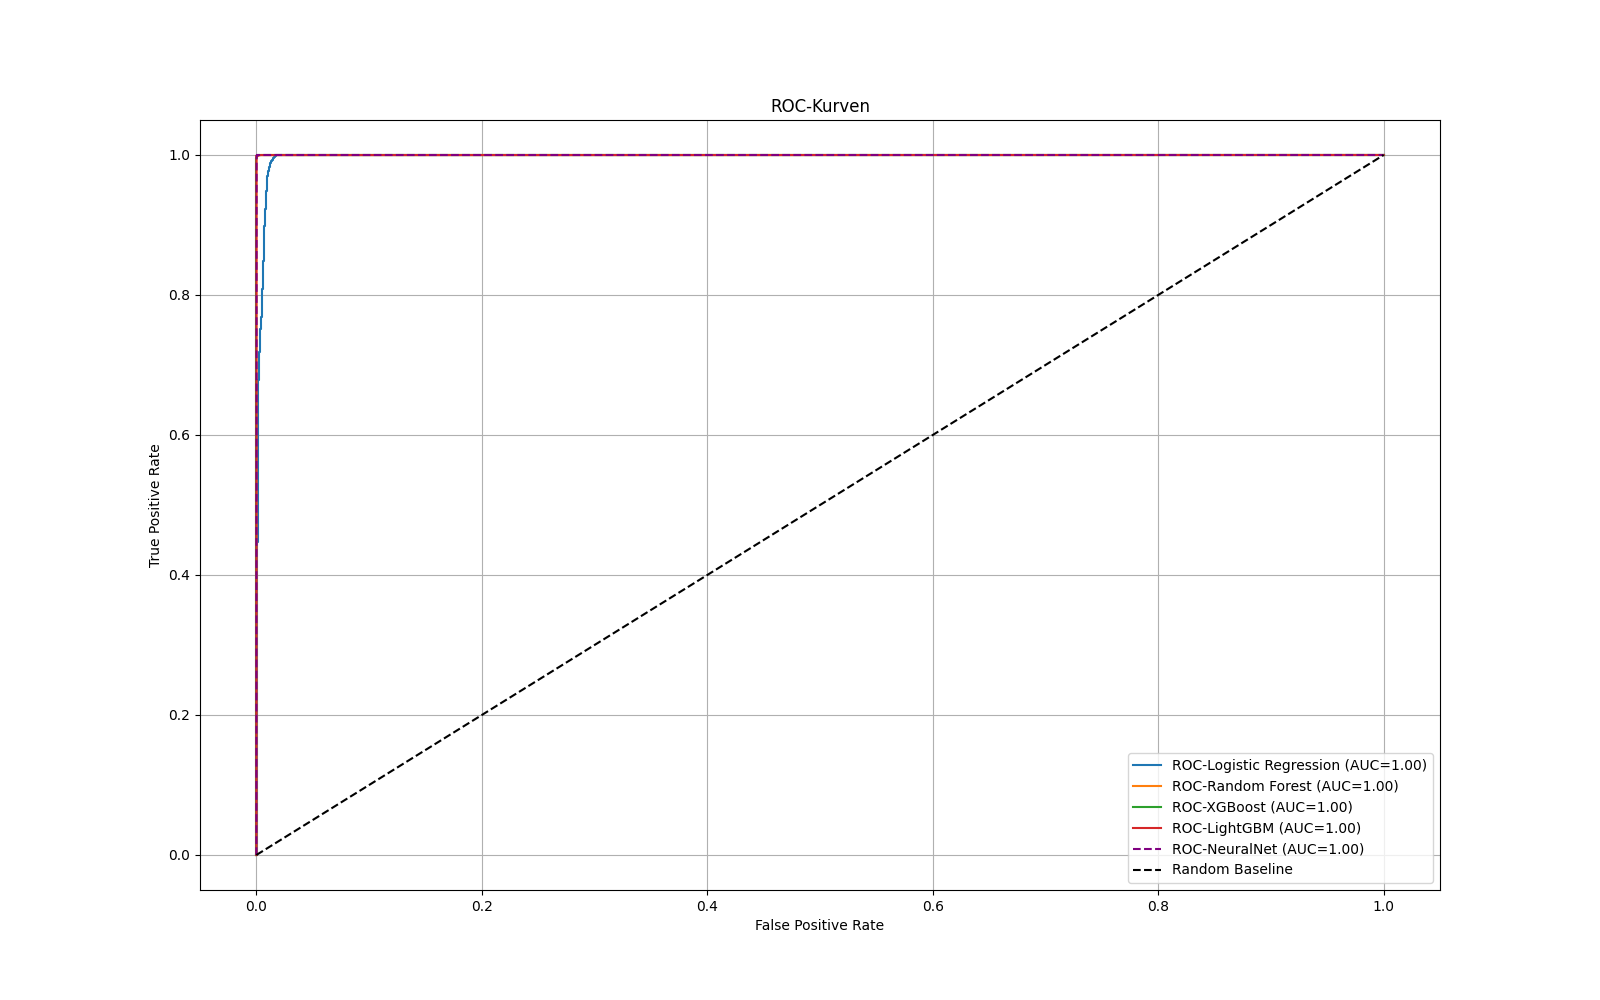 ROC-Kurven
True Positive Rate
1.0
0.8
0.6
0.4
0.2
0.0
0.0 0.2 0.4 0.6 0.8 1.0
False Positive Rate
ROC-Logistic Regression (AUC=1.00)
ROC-Random Forest (AUC=1.00)
ROC-XGBoost (AUC=1.00)
ROC-LightGBM (AUC=1.00)
ROC-NeuralNet (AUC=1.00)
Random Baseline